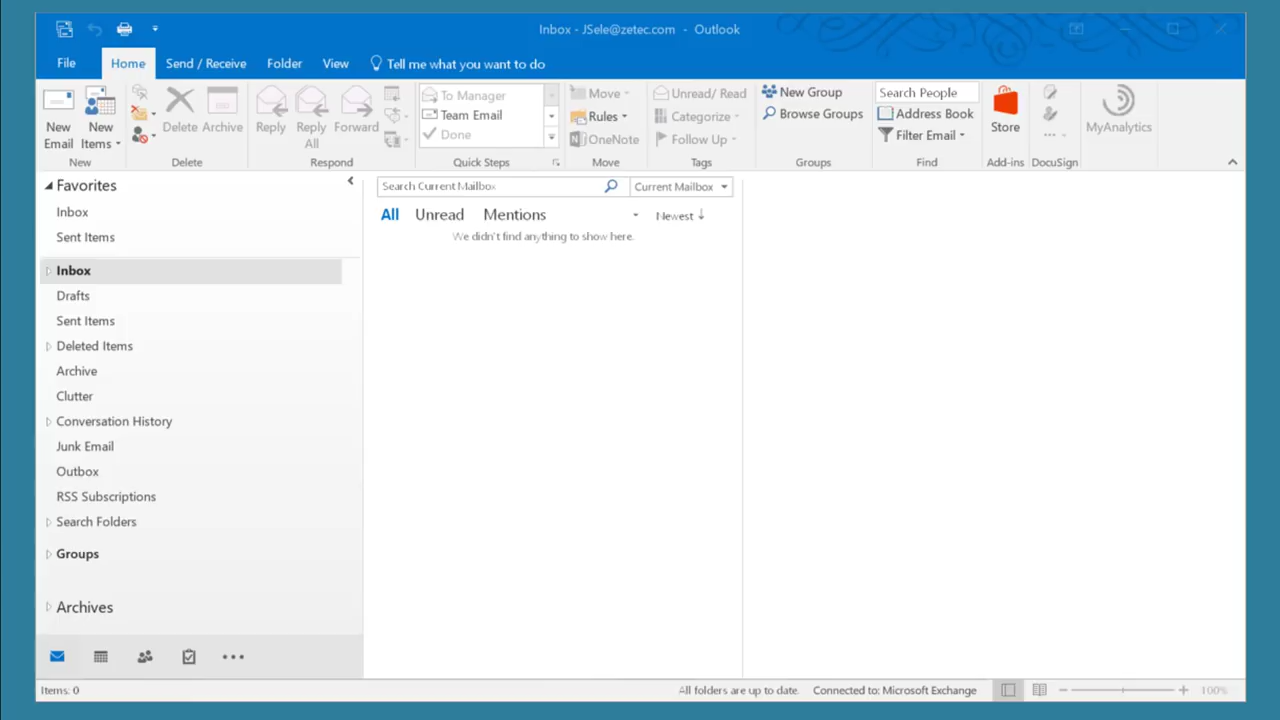 Inbox - JSele@zetec.com - Outlook
File Home Send / Receive Folder View Tell me what you want to do
New Email
New Items
New
Delete Archive
Delete
Reply
Reply All
Forward
Respond
To Manager
Team Email
Done
Quick Steps
Move
Rules
OneNote
Move
Unread/ Read
Categorize
Follow Up
Tags
New Group
Browse Groups
Groups
Search People
Address Book
Filter Email
Find
Store
Add-ins
DocuSign
MyAnalytics
Favorites
Inbox
Sent Items
Inbox
Drafts
Sent Items
Deleted Items
Archive
Clutter
Conversation History
Junk Email
Outbox
RSS Subscriptions
Search Folders
Groups
Archives
Search Current Mailbox
Current Mailbox
All Unread Mentions Newest
We didn't find anything to show here.
Items: 0
All folders are up to date. Connected to: Microsoft Exchange
100%